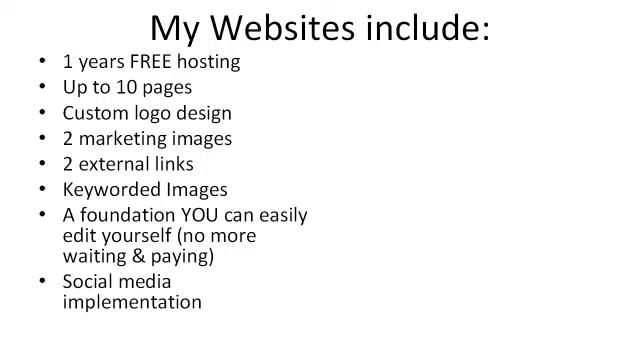 My Websites include:
• 1 years FREE hosting
• Up to 10 pages
• Custom logo design
• 2 marketing images
• 2 external links
• Keyworded Images
• A foundation YOU can easily
edit yourself (no more
waiting & paying)
• Social media
implementation